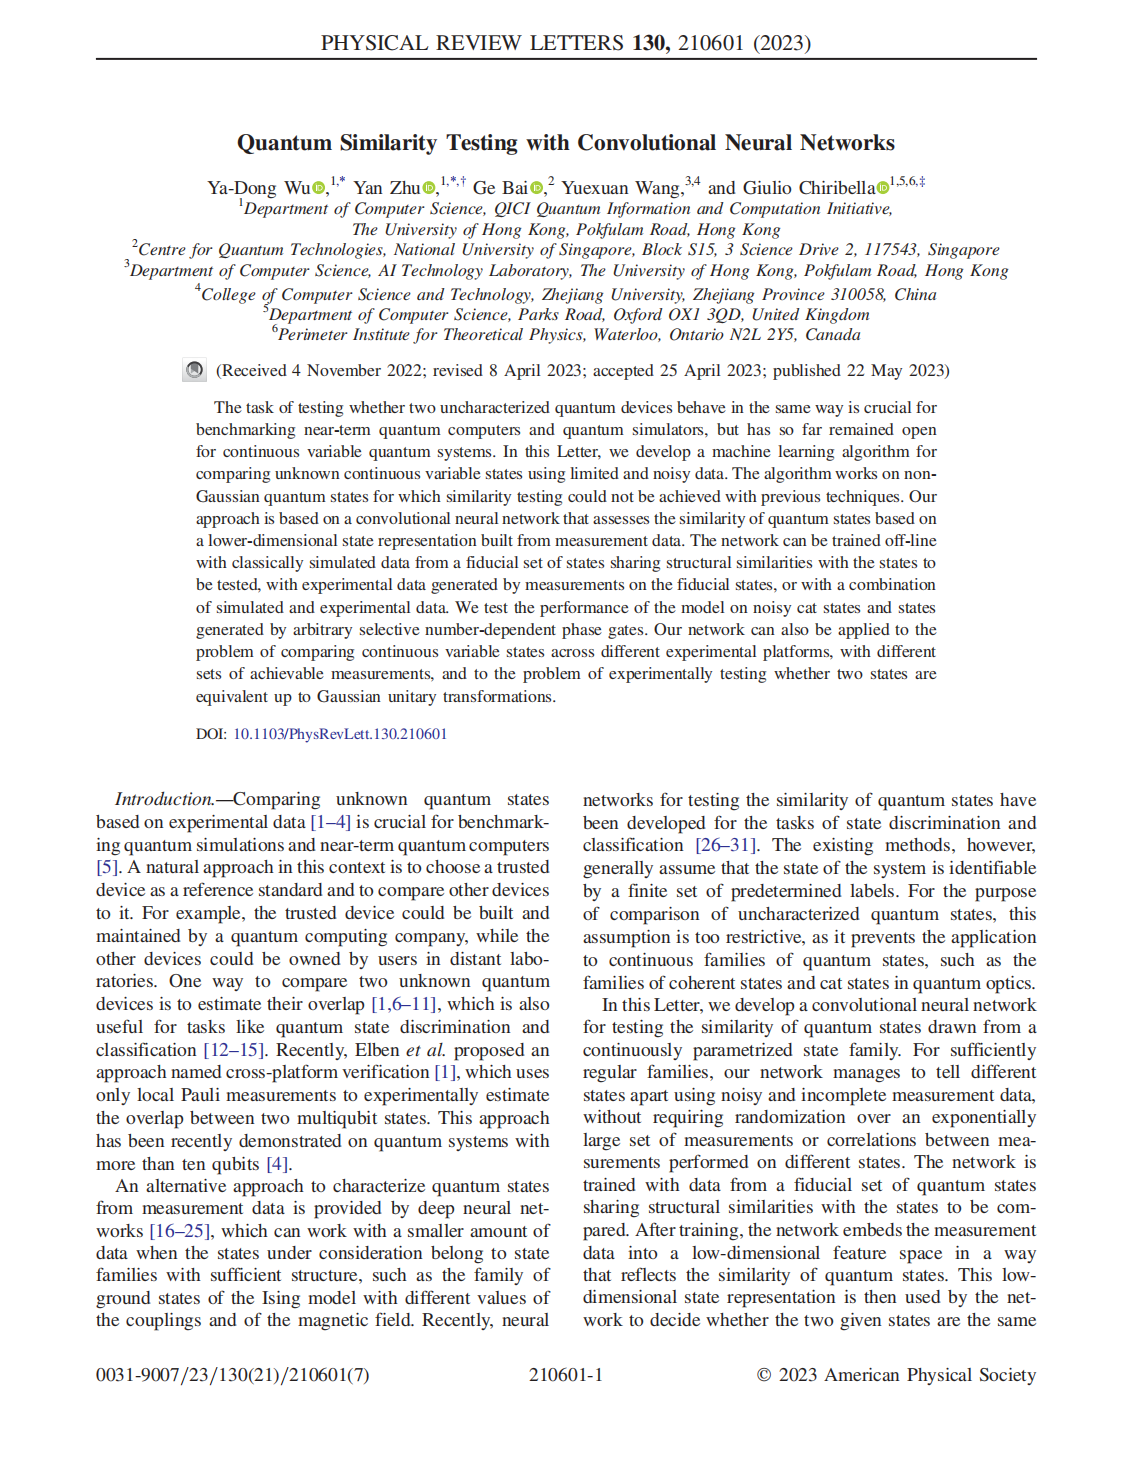 PHYSICAL REVIEW LETTERS 130, 210601 (2023)
Quantum Similarity Testing with Convolutional Neural Networks
Ya-Dong Wu,1,* Yan Zhu,1,*,† Ge Bai,2 Yuexuan Wang,3,4 and Giulio Chiribella1,5,6,‡
1Department of Computer Science, QICI Quantum Information and Computation Initiative,
The University of Hong Kong, Pokfulam Road, Hong Kong
2Centre for Quantum Technologies, National University of Singapore, Block S15, 3 Science Drive 2, 117543, Singapore
3Department of Computer Science, AI Technology Laboratory, The University of Hong Kong, Pokfulam Road, Hong Kong
4College of Computer Science and Technology, Zhejiang University, Zhejiang Province 310058, China
5Department of Computer Science, Parks Road, Oxford OX1 3QD, United Kingdom
6Perimeter Institute for Theoretical Physics, Waterloo, Ontario N2L 2Y5, Canada
(Received 4 November 2022; revised 8 April 2023; accepted 25 April 2023; published 22 May 2023)
The task of testing whether two uncharacterized quantum devices behave in the same way is crucial for
benchmarking near-term quantum computers and quantum simulators, but has so far remained open
for continuous variable quantum systems. In this Letter, we develop a machine learning algorithm for
comparing unknown continuous variable states using limited and noisy data. The algorithm works on non-
Gaussian quantum states for which similarity testing could not be achieved with previous techniques. Our
approach is based on a convolutional neural network that assesses the similarity of quantum states based on
a lower-dimensional state representation built from measurement data. The network can be trained off-line
with classically simulated data from a fiducial set of states sharing structural similarities with the states to
be tested, with experimental data generated by measurements on the fiducial states, or with a combination
of simulated and experimental data. We test the performance of the model on noisy cat states and states
generated by arbitrary selective number-dependent phase gates. Our network can also be applied to the
problem of comparing continuous variable states across different experimental platforms, with different
sets of achievable measurements, and to the problem of experimentally testing whether two states are
equivalent up to Gaussian unitary transformations.
DOI: 10.1103/PhysRevLett.130.210601
Introduction.—Comparing unknown quantum states
based on experimental data [1–4] is crucial for benchmark-
ing quantum simulations and near-term quantum computers
[5]. A natural approach in this context is to choose a trusted
device as a reference standard and to compare other devices
to it. For example, the trusted device could be built and
maintained by a quantum computing company, while the
other devices could be owned by users in distant labo-
ratories. One way to compare two unknown quantum
devices is to estimate their overlap [1,6–11], which is also
useful for tasks like quantum state discrimination and
classification [12–15]. Recently, Elben et al. proposed an
approach named cross-platform verification [1], which uses
only local Pauli measurements to experimentally estimate
the overlap between two multiqubit states. This approach
has been recently demonstrated on quantum systems with
more than ten qubits [4].
An alternative approach to characterize quantum states
from measurement data is provided by deep neural net-
works [16–25], which can work with a smaller amount of
data when the states under consideration belong to state
families with sufficient structure, such as the family of
ground states of the Ising model with different values of
the couplings and of the magnetic field. Recently, neural
networks for testing the similarity of quantum states have
been developed for the tasks of state discrimination and
classification [26–31]. The existing methods, however,
generally assume that the state of the system is identifiable
by a finite set of predetermined labels. For the purpose
of comparison of uncharacterized quantum states, this
assumption is too restrictive, as it prevents the application
to continuous families of quantum states, such as the
families of coherent states and cat states in quantum optics.
In this Letter, we develop a convolutional neural network
for testing the similarity of quantum states drawn from a
continuously parametrized state family. For sufficiently
regular families, our network manages to tell different
states apart using noisy and incomplete measurement data,
without requiring randomization over an exponentially
large set of measurements or correlations between mea-
surements performed on different states. The network is
trained with data from a fiducial set of quantum states
sharing structural similarities with the states to be com-
pared. After training, the network embeds the measurement
data into a low-dimensional feature space in a way
that reflects the similarity of quantum states. This low-
dimensional state representation is then used by the net-
work to decide whether the two given states are the same
0031-9007/23/130(21)/210601(7)
210601-1
© 2023 American Physical Society